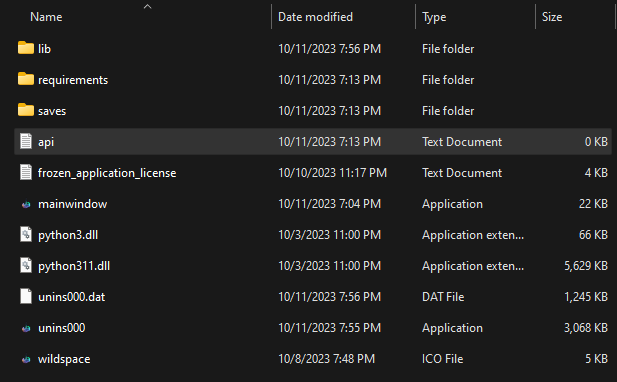 Name Date modified Type Size
lib 10/11/2023 7:56 PM File folder
requirements 10/11/2023 7:13 PM File folder
saves 10/11/2023 7:13 PM File folder
api 10/11/2023 7:13 PM Text Document 0 KB
frozen_application_license 10/10/2023 11:17 PM Text Document 4 KB
mainwindow 10/11/2023 7:04 PM Application 22 KB
python3.dll 10/3/2023 11:00 PM Application exten... 66 KB
python311.dll 10/3/2023 11:00 PM Application exten... 5,629 KB
unins000.dat 10/11/2023 7:56 PM DAT File 1,245 KB
unins000 10/11/2023 7:55 PM Application 3,068 KB
wildspace 10/8/2023 7:48 PM ICO File 5 KB